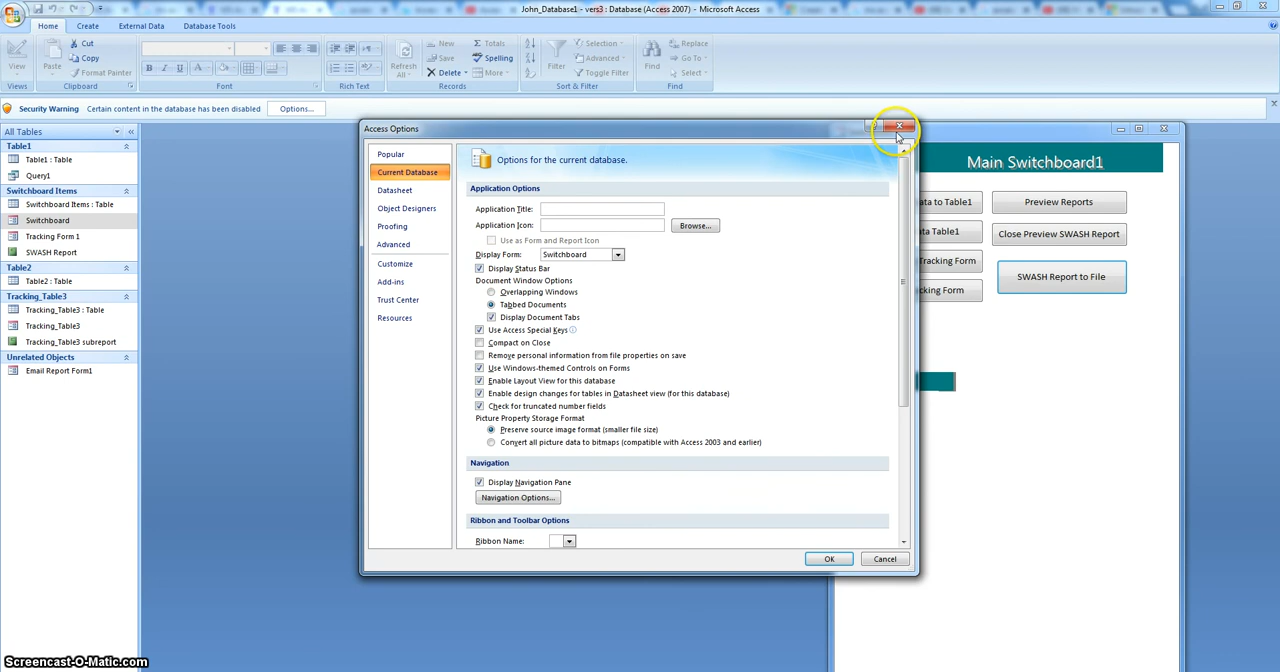 John_Database1 - vers3 : Database (Access 2007) - Microsoft Access
Home Create External Data Database Tools
View
Views
Paste
Cut
Copy
Format Painter
Clipboard
B I U
Font
Rich Text
Refresh All
New
Save
Delete
Totals
Spelling
More
Records
Filter
Selection
Advanced
Toggle Filter
Sort & Filter
Find
Replace
Go To
Select
Find
Security Warning Certain content in the database has been disabled Options...
All Tables
Table1
Table1 : Table
Query1
Switchboard Items
Switchboard Items : Table
Switchboard
Tracking Form 1
SWASH Report
Table2
Table2 : Table
Tracking_Table3
Tracking_Table3 : Table
Tracking_Table3
Tracking_Table3 subreport
Unrelated Objects
Email Report Form1
Access Options
Popular
Current Database
Datasheet
Object Designers
Proofing
Advanced
Customize
Add-ins
Trust Center
Resources
Options for the current database.
Application Options
Application Title:
Application Icon: Browse...
Use as Form and Report Icon
Display Form: Switchboard
Display Status Bar
Document Window Options
Overlapping Windows
Tabbed Documents
Display Document Tabs
Use Access Special Keys
Compact on Close
Remove personal information from file properties on save
Use Windows-themed Controls on Forms
Enable Layout View for this database
Enable design changes for tables in Datasheet view (for this database)
Check for truncated number fields
Picture Property Storage Format
Preserve source image format (smaller file size)
Convert all picture data to bitmaps (compatible with Access 2003 and earlier)
Navigation
Display Navigation Pane
Navigation Options...
Ribbon and Toolbar Options
Ribbon Name:
OK Cancel
Main Switchboard1
ata to Table1 Preview Reports
ata Table1 Close Preview SWASH Report
Tracking Form SWASH Report to File
cking Form
Screencast-O-Matic.com